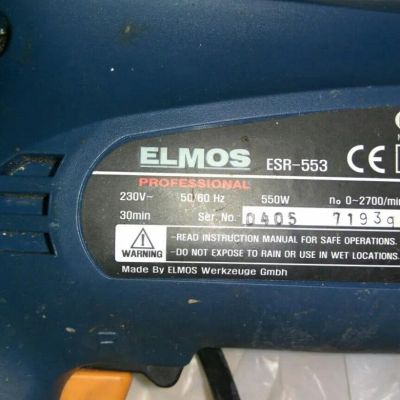 ELMOS ESR-553 CE
PROFESSIONAL
230V~ 50/60 Hz 550W n₀ 0-2700/min
30min Ser. No. 0405 7193
WARNING
-READ INSTRUCTION MANUAL FOR SAFE OPERATIONS.
-DO NOT EXPOSE TO RAIN OR USE IN WET LOCATIONS.
Made By ELMOS Werkzeuge Gmbh